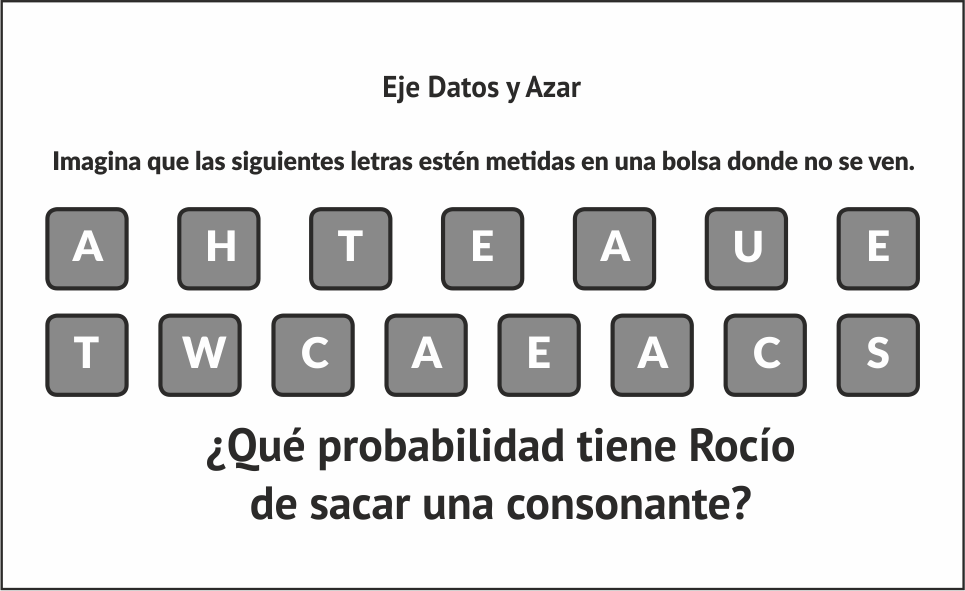 Eje Datos y Azar
Imagina que las siguientes letras estén metidas en una bolsa donde no se ven.
A H T E A U E
T W C A E A C S
¿Qué probabilidad tiene Rocío
de sacar una consonante?